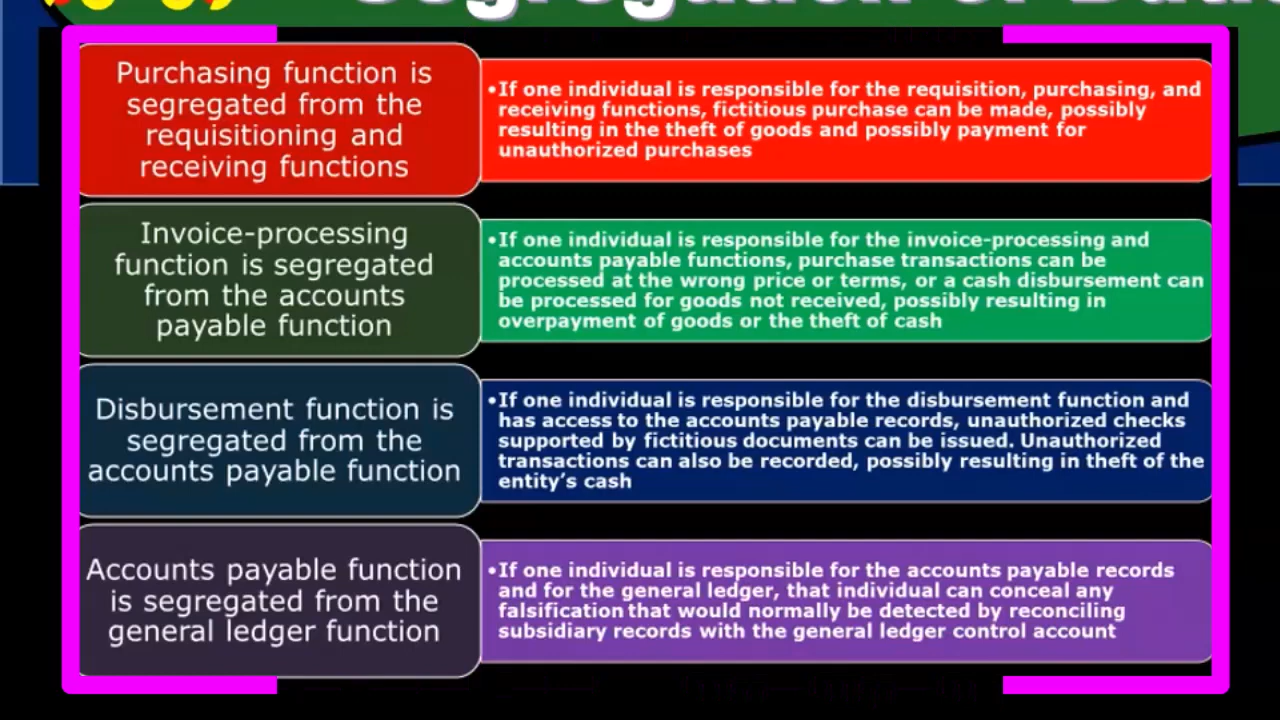 Segregation of Duti
Purchasing function is
segregated from the
requisitioning and
receiving functions
•If one individual is responsible for the requisition, purchasing, and
receiving functions, fictitious purchase can be made, possibly
resulting in the theft of goods and possibly payment for
unauthorized purchases
Invoice-processing
function is segregated
from the accounts
payable function
•If one individual is responsible for the invoice-processing and
accounts payable functions, purchase transactions can be
processed at the wrong price or terms, or a cash disbursement can
be processed for goods not received, possibly resulting in
overpayment of goods or the theft of cash
Disbursement function is
segregated from the
accounts payable function
•If one individual is responsible for the disbursement function and
has access to the accounts payable records, unauthorized checks
supported by fictitious documents can be issued. Unauthorized
transactions can also be recorded, possibly resulting in theft of the
entity's cash
Accounts payable function
is segregated from the
general ledger function
•If one individual is responsible for the accounts payable records
and for the general ledger, that individual can conceal any
falsification that would normally be detected by reconciling
subsidiary records with the general ledger control account